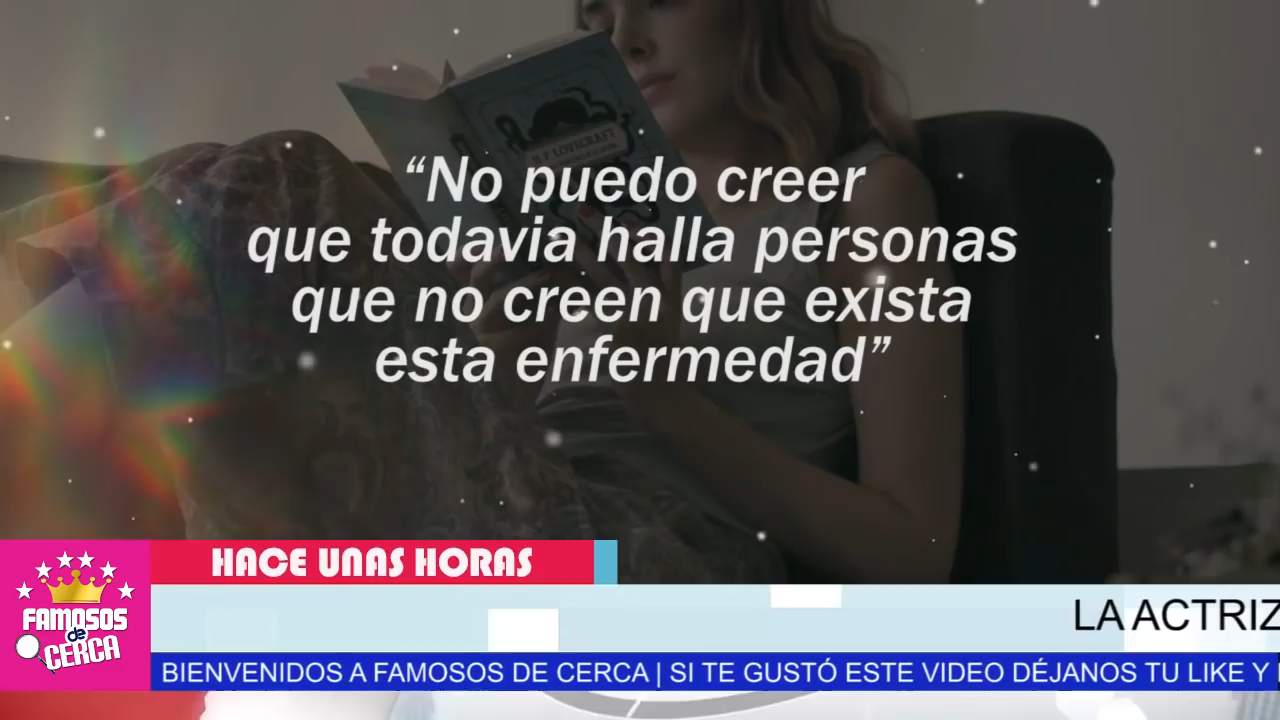 H. P. LOVECRAFT
“No puedo creer
que todavia halla personas
que no creen que exista
esta enfermedad”
HACE UNAS HORAS
FAMOSOS
de
CERCA
LA ACTRIZ
BIENVENIDOS A FAMOSOS DE CERCA | SI TE GUSTÓ ESTE VIDEO DÉJANOS TU LIKE Y